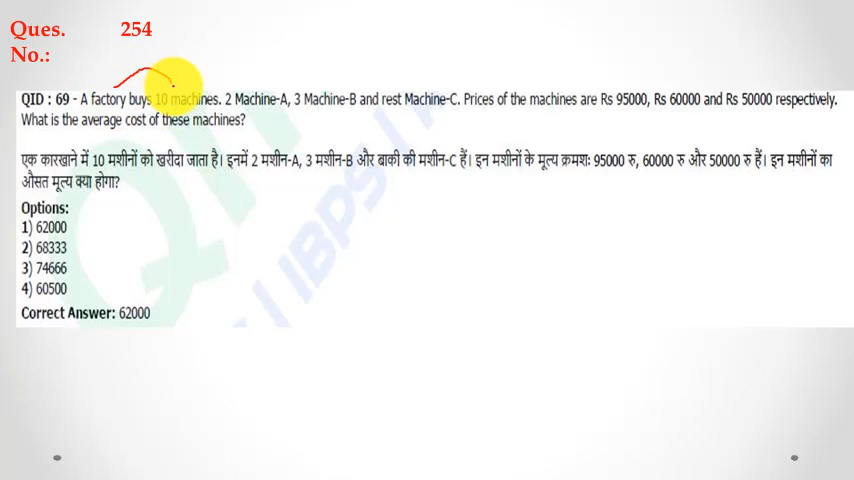 Ques. 254
No.:
QID : 69 - A factory buys 10 machines. 2 Machine-A, 3 Machine-B and rest Machine-C. Prices of the machines are Rs 95000, Rs 60000 and Rs 50000 respectively.
What is the average cost of these machines?
एक कारखाने में 10 मशीनों को खरीदा जाता है। इनमें 2 मशीन-A, 3 मशीन-B और बाकी की मशीन-C हैं। इन मशीनों के मूल्य क्रमशः 95000 रु, 60000 रु और 50000 रु हैं। इन मशीनों का
औसत मूल्य क्या होगा?
Options:
1) 62000
2) 68333
3) 74666
4) 60500
Correct Answer: 62000